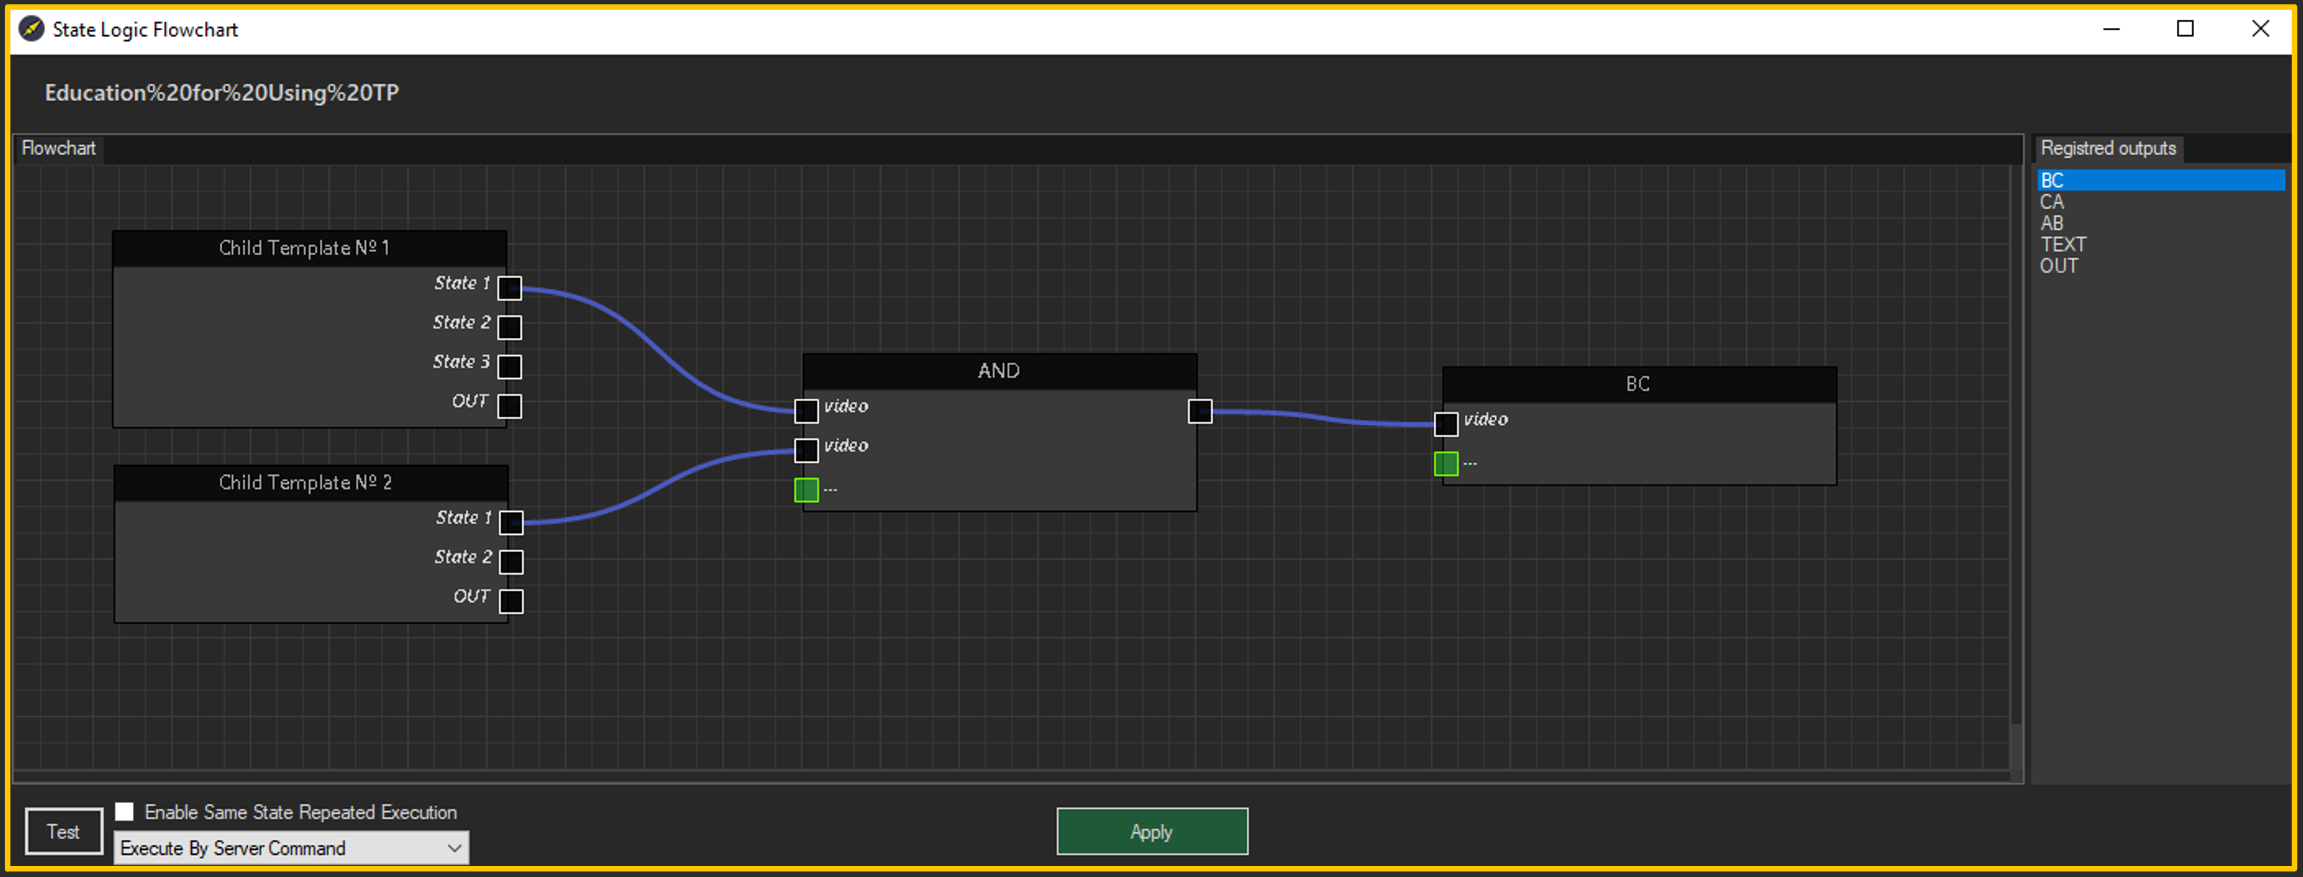 State Logic Flowchart
Education%20for%20Using%20TP
Flowchart
Registred outputs
BC
CA
AB
TEXT
OUT
Child Template Nº 1
State 1
State 2
State 3
OUT
Child Template Nº 2
State 1
State 2
OUT
AND
video
video
---
BC
video
---
Test
Enable Same State Repeated Execution
Execute By Server Command
Apply